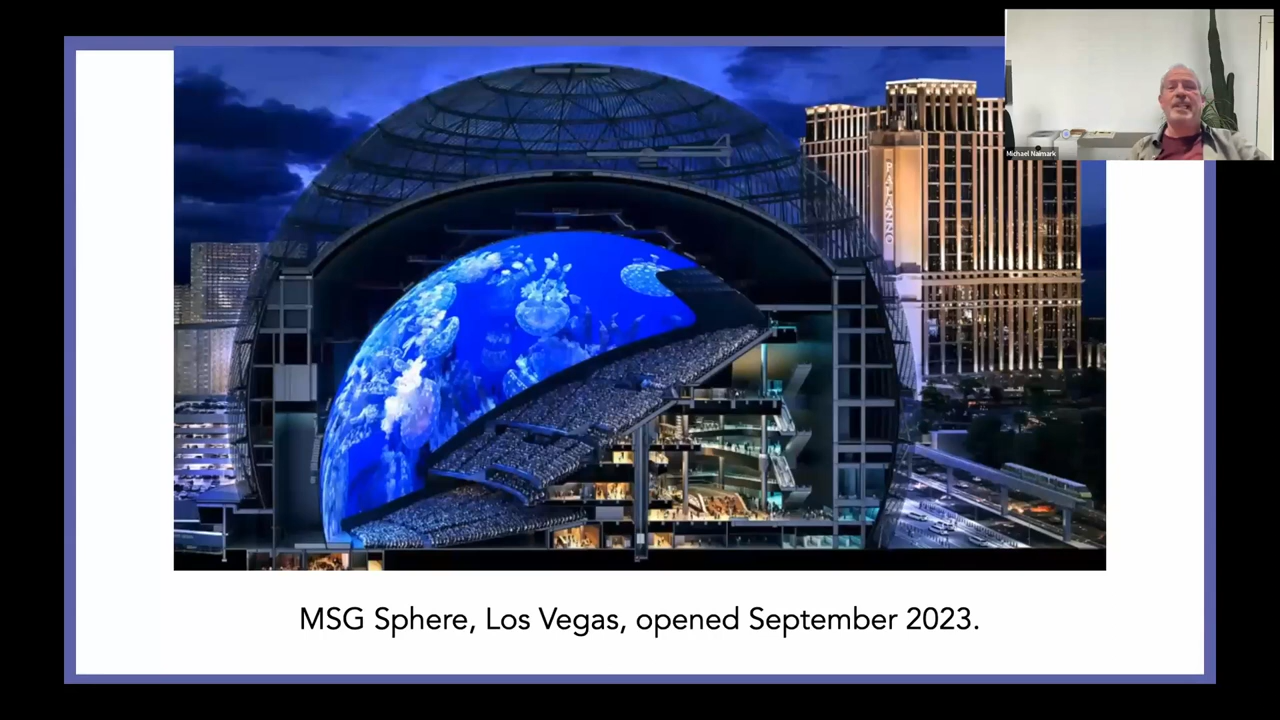 PALAZZO
Michael Naimark
MSG Sphere, Los Vegas, opened September 2023.